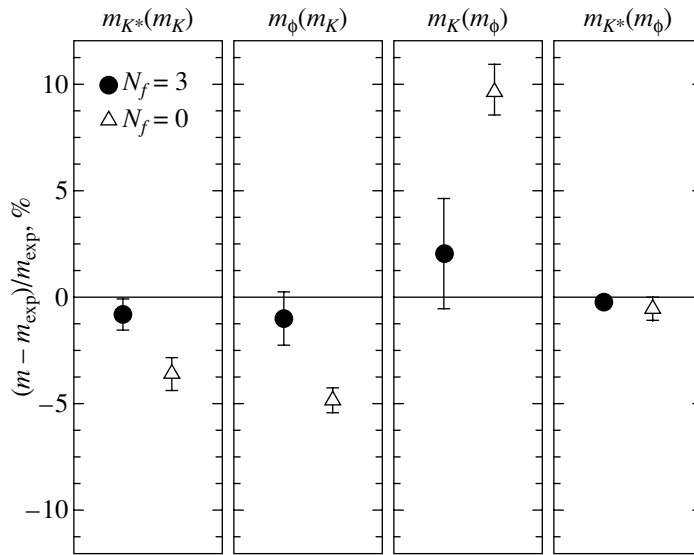 m_{K*}(m_K) m_ϕ(m_K) m_K(m_ϕ) m_{K*}(m_ϕ)
(m − m_exp)/m_exp, %
10
5
0
−5
−10
N_f = 3
N_f = 0